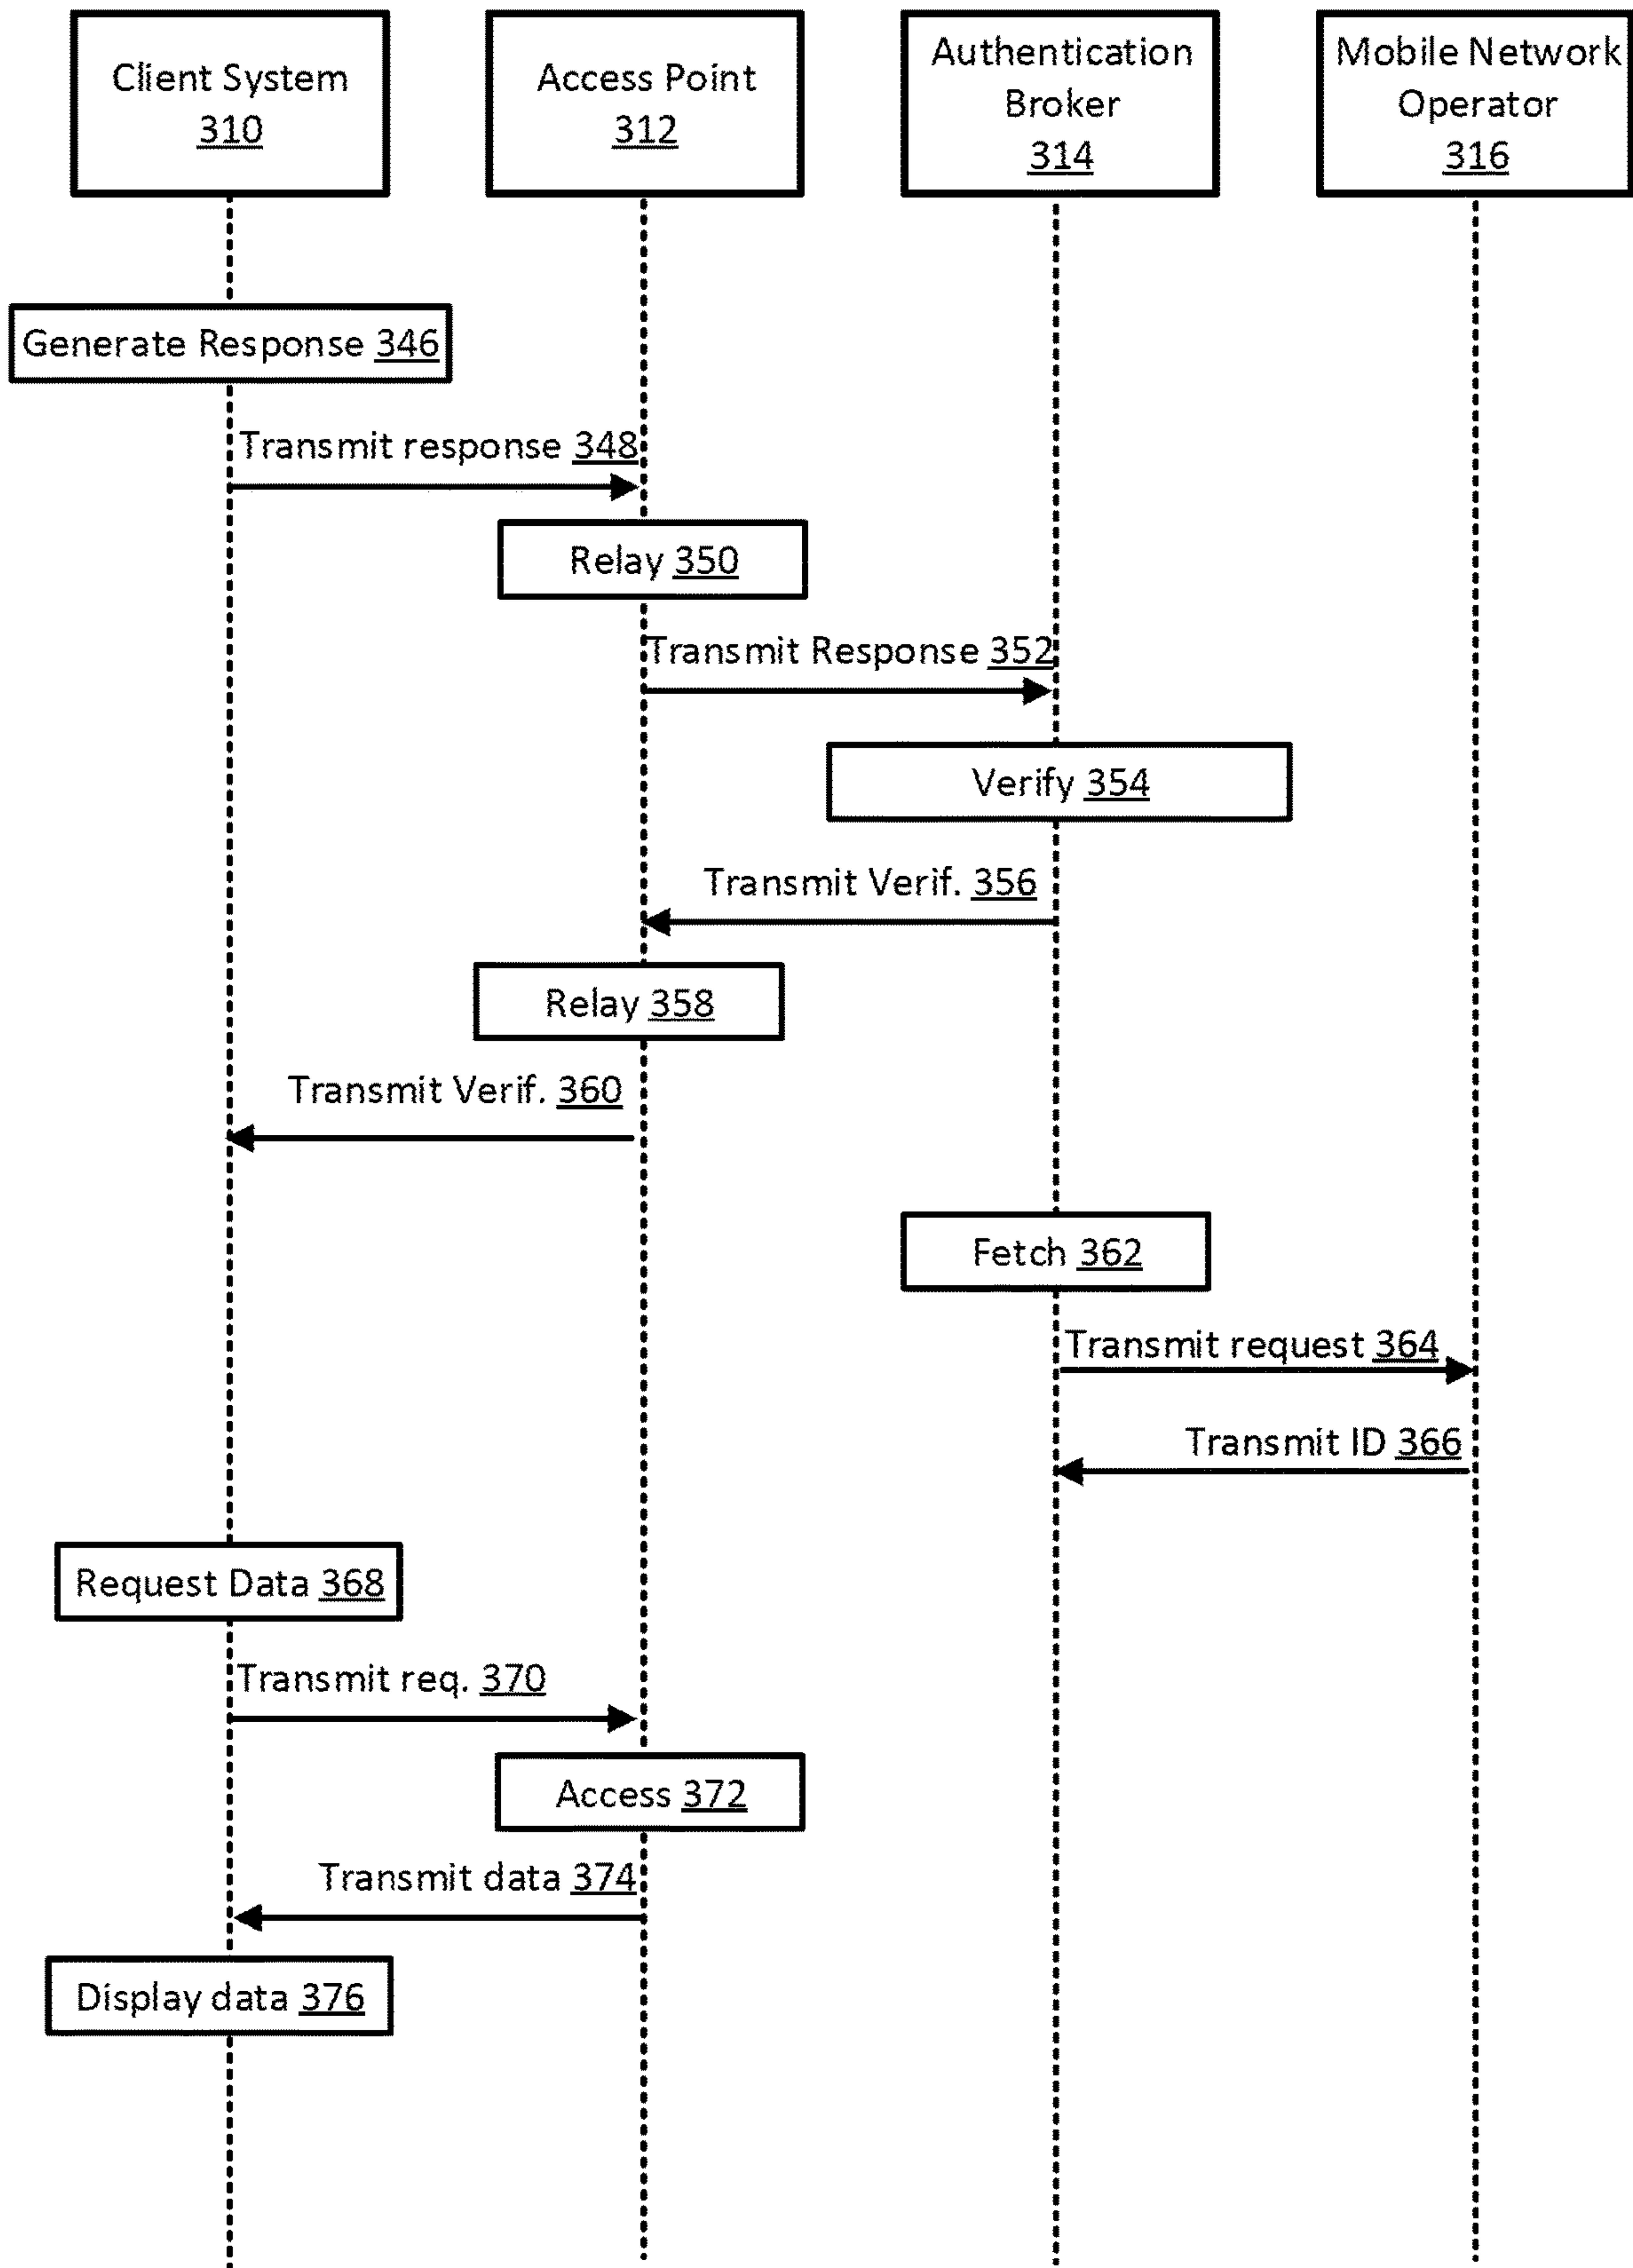 Client System
310
Access Point
312
Authentication
Broker
314
Mobile Network
Operator
316
Generate Response 346
Transmit response 348
Relay 350
Transmit Response 352
Verify 354
Transmit Verif. 356
Relay 358
Transmit Verif. 360
Fetch 362
Transmit request 364
Transmit ID 366
Request Data 368
Transmit req. 370
Access 372
Transmit data 374
Display data 376